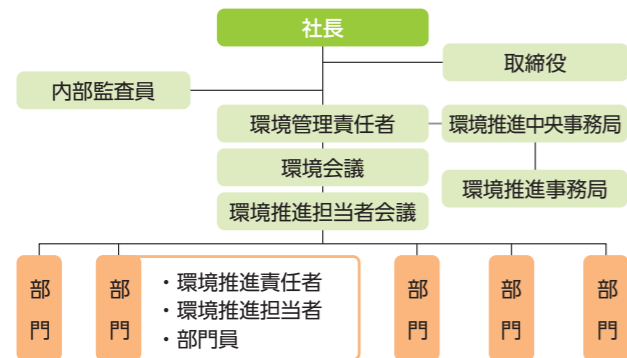 社長
取締役
内部監査員
環境管理責任者
環境推進中央事務局
環境会議
環境推進事務局
環境推進担当者会議
部門
部門
・環境推進責任者
・環境推進担当者
・部門員
部門
部門
部門